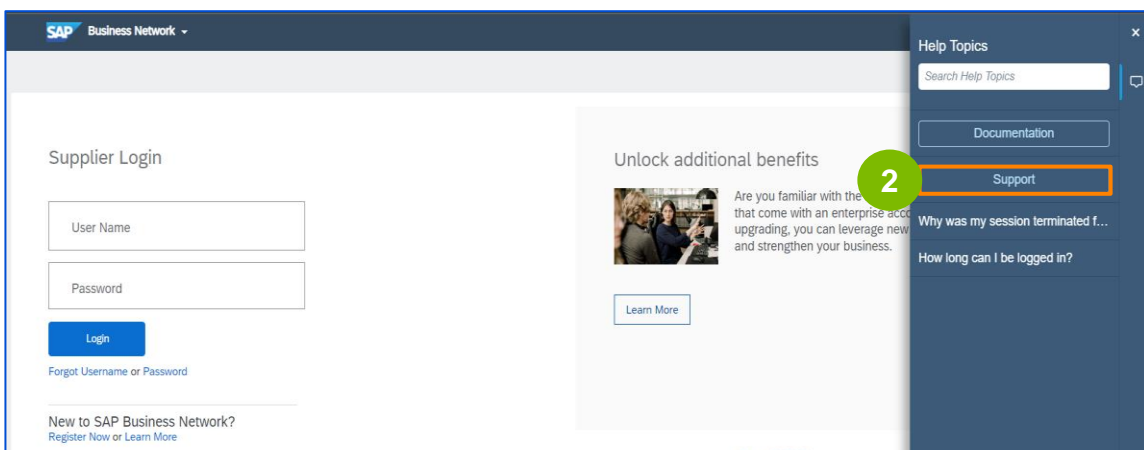 SAP Business Network
Supplier Login
User Name
Password
Login
Forgot Username or Password
New to SAP Business Network?
Register Now or Learn More
Unlock additional benefits
Are you familiar with the
that come with an enterprise acco
upgrading, you can leverage new
and strengthen your business.
Learn More
Help Topics
x
Search Help Topics
Documentation
2
Support
Why was my session terminated f...
How long can I be logged in?